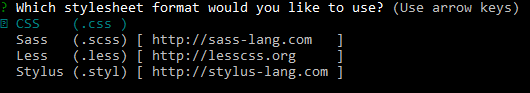 ? Which stylesheet format would you like to use? (Use arrow keys)
CSS    (.css )
Sass   (.scss) [ http://sass-lang.com   ]
Less   (.less) [ http://lesscss.org     ]
Stylus (.styl) [ http://stylus-lang.com ]